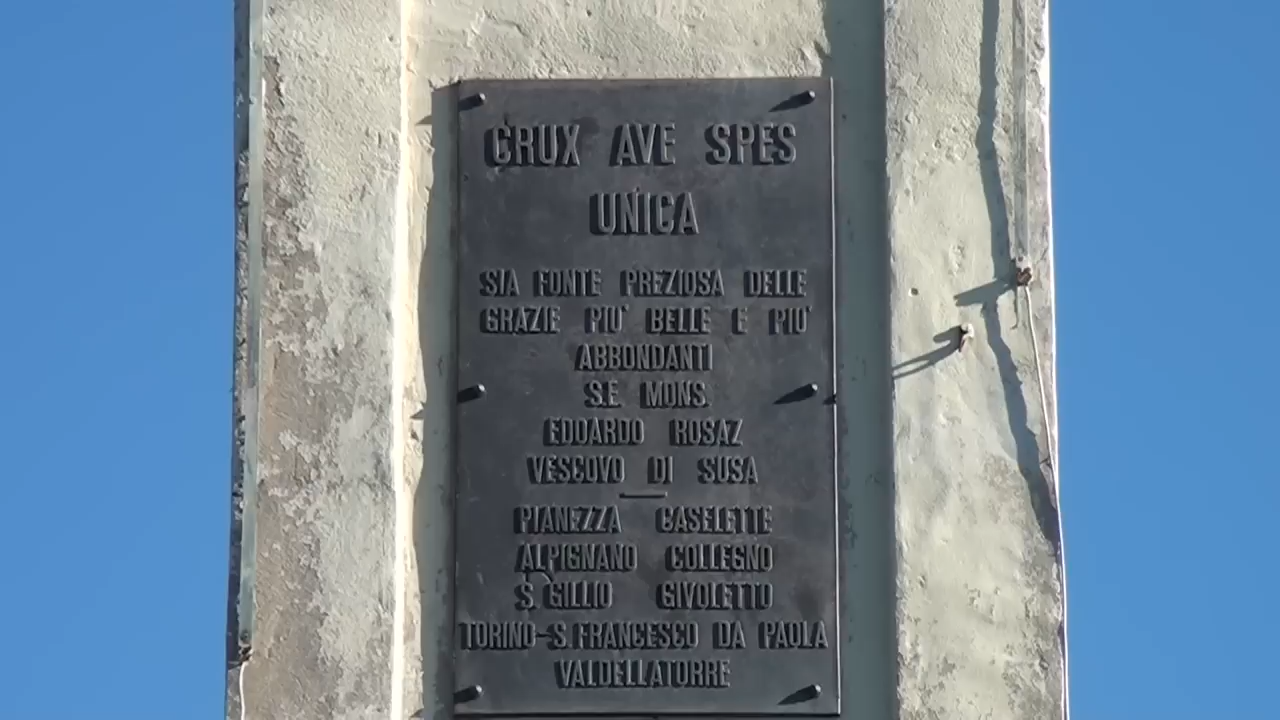 CRUX AVE SPES
UNICA
SIA FONTE PREZIOSA DELLE
GRAZIE PIU' BELLE E PIU'
ABBONDANTI
S.E. MONS.
EDOARDO ROSAZ
VESCOVO DI SUSA
PIANEZZA CASELETTE
ALPIGNANO COLLEGNO
S. GILLIO GIVOLETTO
TORINO-S.FRANCESCO DA PAOLA
VALDELLATORRE